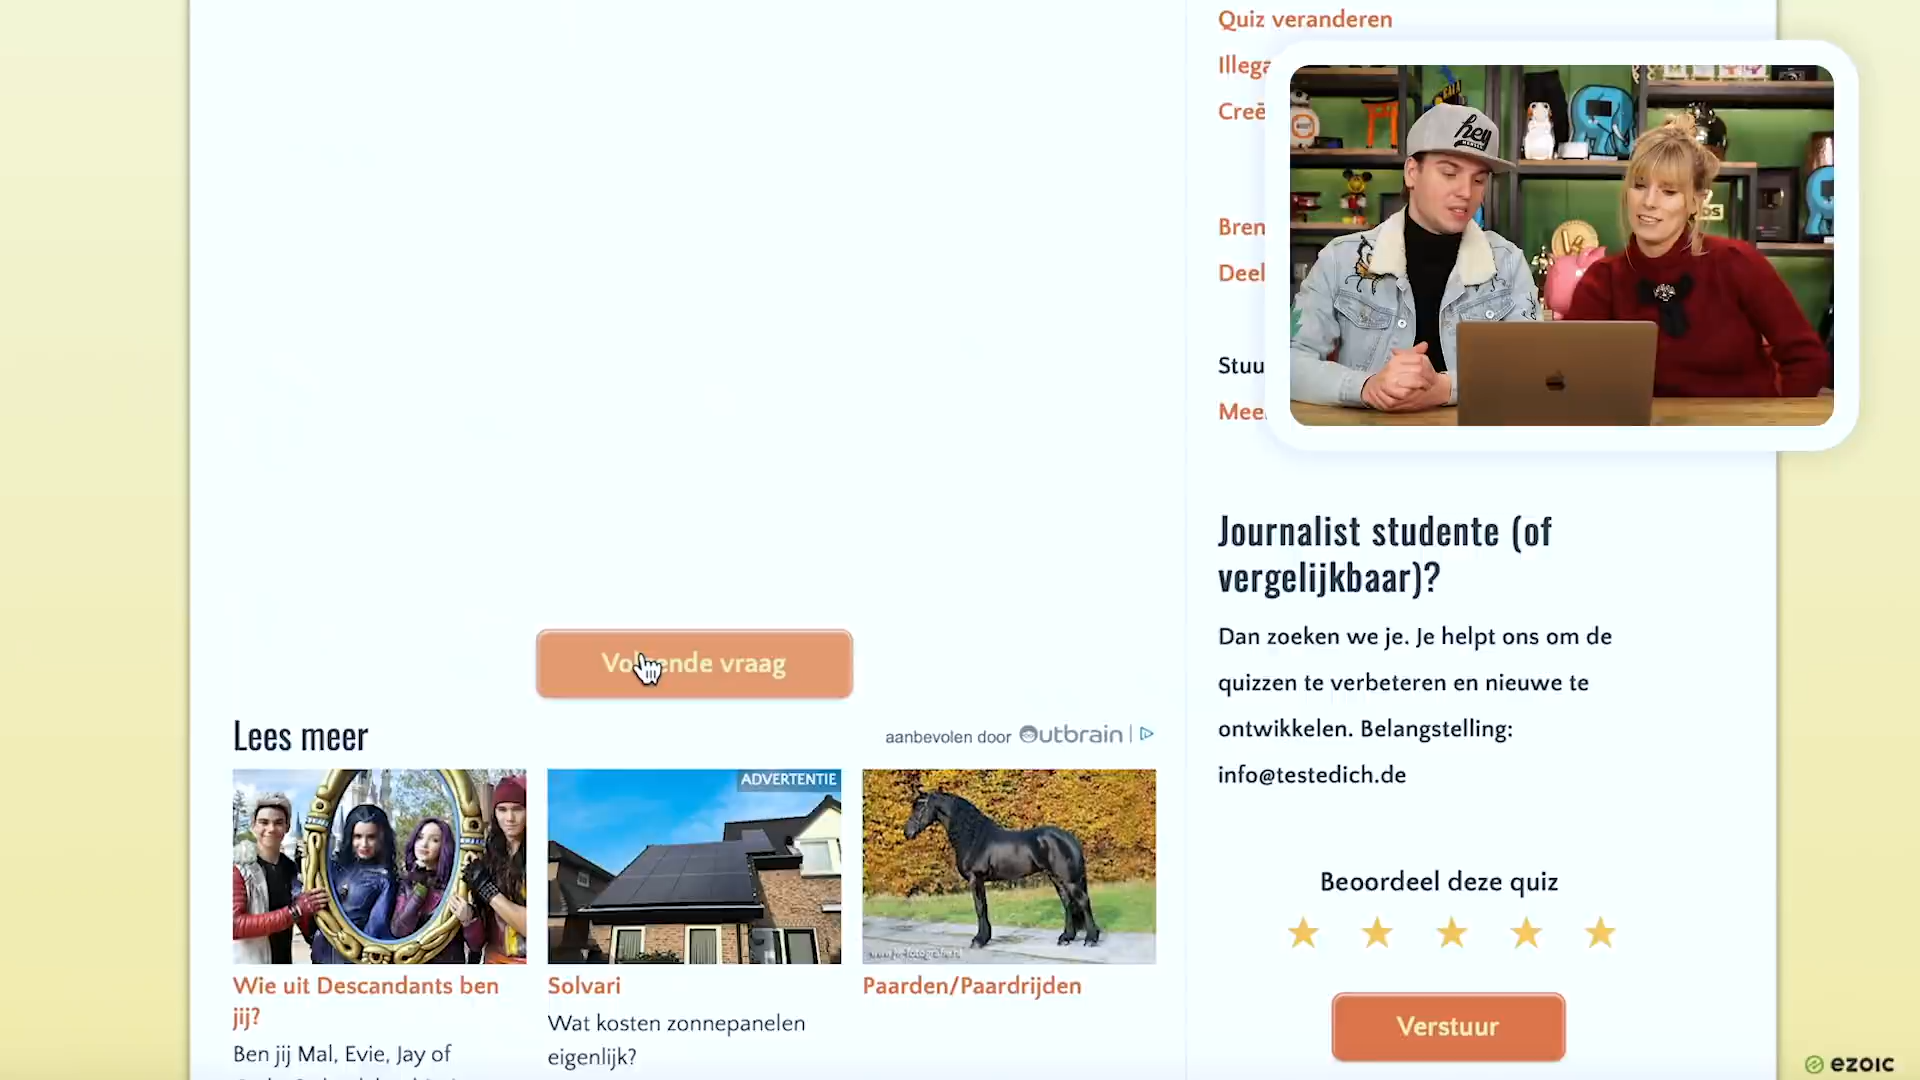 Quiz veranderen
Illega
Creë
Bren
Deel
Stuu
Mee
hey
Journalist studente (of
vergelijkbaar)?
Dan zoeken we je. Je helpt ons om de
quizzen te verbeteren en nieuwe te
ontwikkelen. Belangstelling:
info@testedich.de
Beoordeel deze quiz
Verstuur
Volgende vraag
Lees meer
aanbevolen door Outbrain
ADVERTENTIE
Wie uit Descandants ben
jij?
Ben jij Mal, Evie, Jay of
Solvari
Wat kosten zonnepanelen
eigenlijk?
Paarden/Paardrijden
ezoic